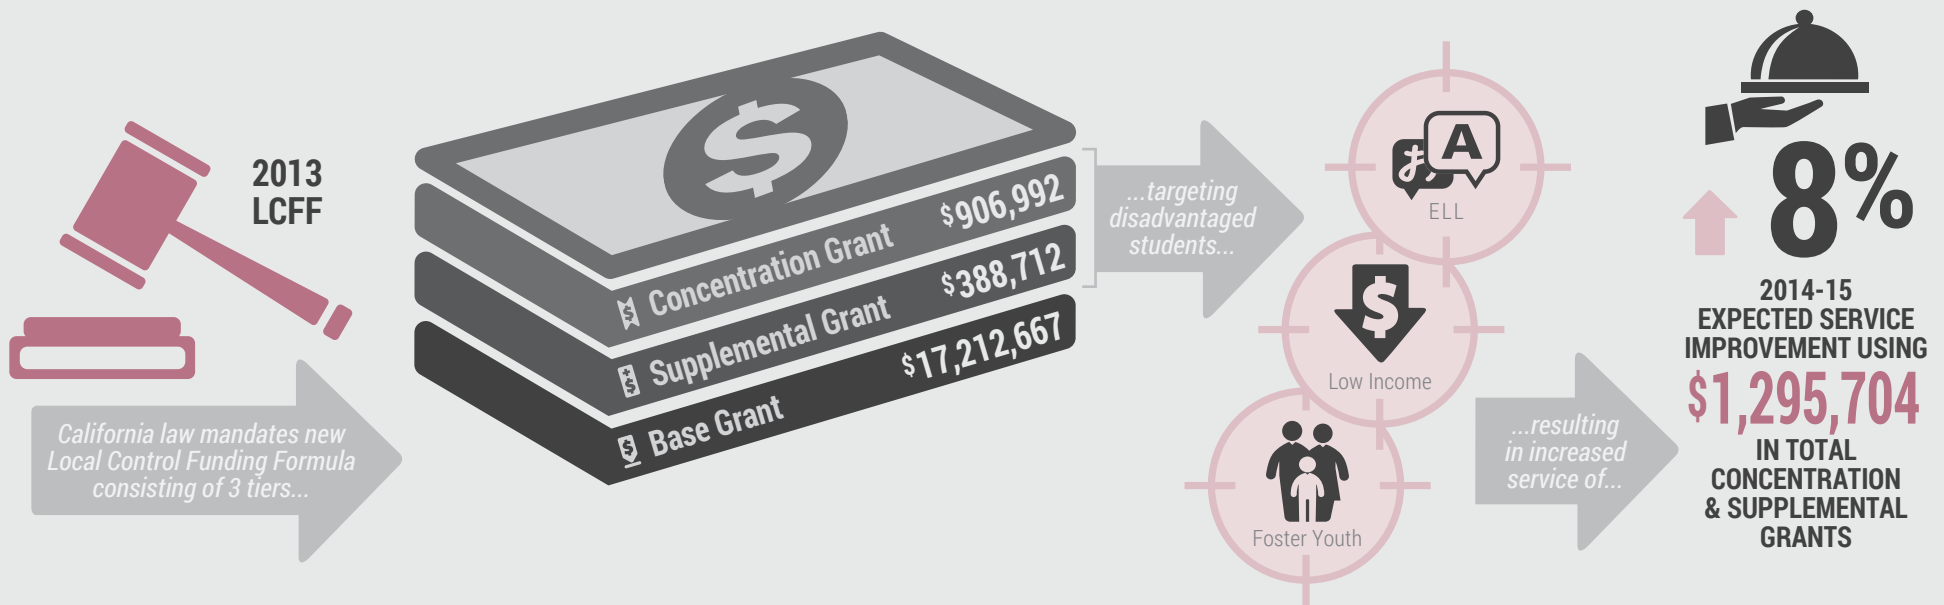 2013
LCFF
California law mandates new
Local Control Funding Formula
consisting of 3 tiers...
$
Concentration Grant $906,992
Supplemental Grant $388,712
Base Grant $17,212,667
...targeting
disadvantaged
students...
あ A
ELL
$
Low Income
Foster Youth
...resulting
in increased
service of...
8%
2014-15
EXPECTED SERVICE
IMPROVEMENT USING
$1,295,704
IN TOTAL
CONCENTRATION
& SUPPLEMENTAL
GRANTS